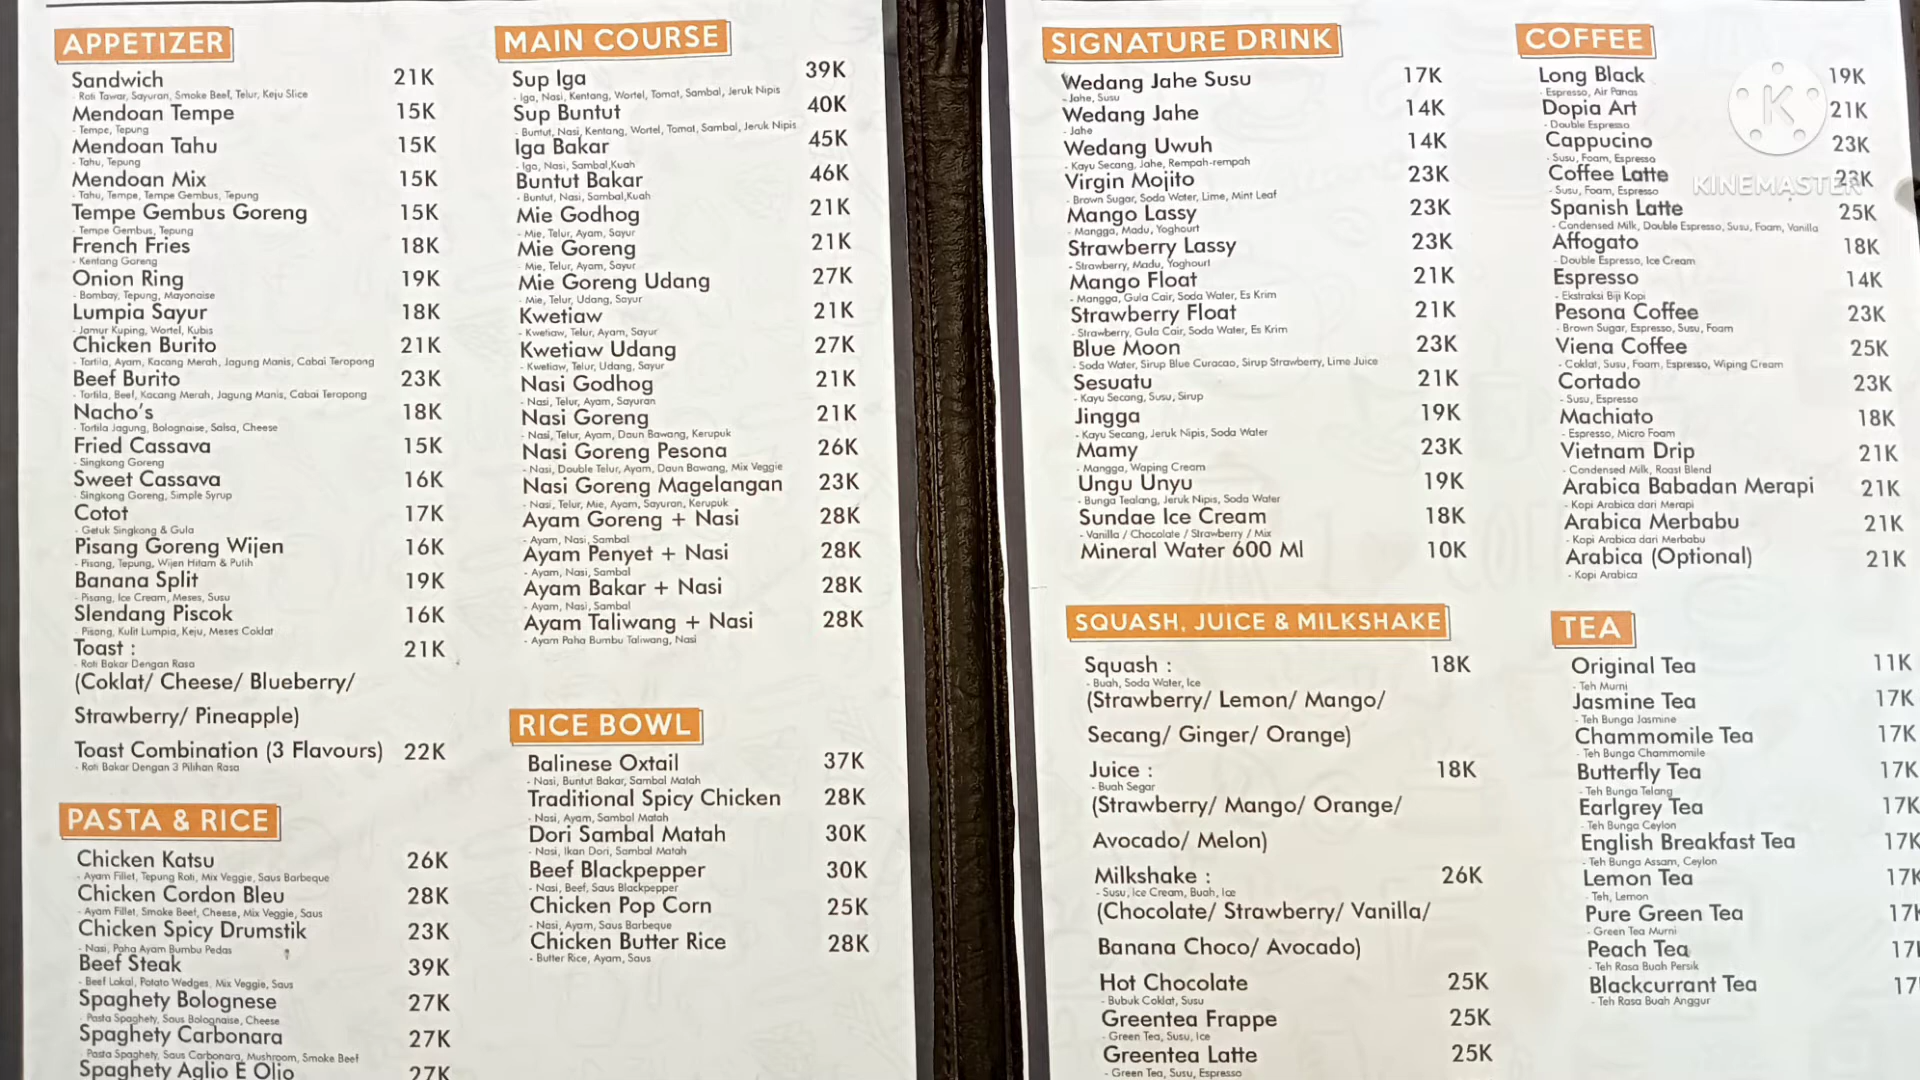 APPETIZER
Sandwich 21K
- Roti Tawar, Sayuran, Smoke Beef, Telur, Keju Slice
Mendoan Tempe 15K
- Tempe, Tepung
Mendoan Tahu 15K
- Tahu, Tepung
Mendoan Mix 15K
- Tahu, Tempe, Tempe Gembus, Tepung
Tempe Gembus Goreng 15K
- Tempe Gembus, Tepung
French Fries 18K
- Kentang Goreng
Onion Ring 19K
- Bombay, Tepung, Mayonaise
Lumpia Sayur 18K
- Jamur Kuping, Wortel, Kubis
Chicken Burito 21K
- Tortila, Ayam, Kacang Merah, Jagung Manis, Cabai Teropong
Beef Burito 23K
- Tortila, Beef, Kacang Merah, Jagung Manis, Cabai Teropong
Nacho's 18K
- Tortila Jagung, Bolognaise, Salsa, Cheese
Fried Cassava 15K
- Singkong Goreng
Sweet Cassava 16K
- Singkong Goreng, Simple Syrup
Cotot 17K
- Getuk Singkong & Gula
Pisang Goreng Wijen 16K
- Pisang, Tepung, Wijen Hitam & Putih
Banana Split 19K
- Pisang, Ice Cream, Meses, Susu
Slendang Piscok 16K
- Pisang, Kulit Lumpia, Keju, Meses Coklat
Toast : 21K
- Roti Bakar Dengan Rasa
(Coklat/ Cheese/ Blueberry/
Strawberry/ Pineapple)
Toast Combination (3 Flavours) 22K
- Roti Bakar Dengan 3 Pilihan Rasa
PASTA & RICE
Chicken Katsu 26K
- Ayam Fillet, Tepung Roti, Mix Veggie, Saus Barbeque
Chicken Cordon Bleu 28K
- Ayam Fillet, Smoke Beef, Cheese, Mix Veggie, Saus
Chicken Spicy Drumstik 23K
- Nasi, Paha Ayam Bumbu Pedas
Beef Steak 39K
- Beef Lokal, Potato Wedges, Mix Veggie, Saus
Spaghety Bolognese 27K
- Pasta Spaghety, Saus Bolognaise, Cheese
Spaghety Carbonara 27K
- Pasta Spaghety, Saus Carbonara, Mushroom, Smoke Beef
Spaghety Aglio E Olio 27K
MAIN COURSE
Sup Iga 39K
- Iga, Nasi, Kentang, Wortel, Tomat, Sambal, Jeruk Nipis
Sup Buntut 40K
- Buntut, Nasi, Kentang, Wortel, Tomat, Sambal, Jeruk Nipis
Iga Bakar 45K
- Iga, Nasi, Sambal,Kuah
Buntut Bakar 46K
- Buntut, Nasi, Sambal,Kuah
Mie Godhog 21K
- Mie, Telur, Ayam, Sayur
Mie Goreng 21K
- Mie, Telur, Ayam, Sayur
Mie Goreng Udang 27K
- Mie, Telur, Udang, Sayur
Kwetiaw 21K
- Kwetiaw, Telur, Ayam, Sayur
Kwetiaw Udang 27K
- Kwetiaw, Telur, Udang, Sayur
Nasi Godhog 21K
- Nasi, Telur, Ayam, Sayuran
Nasi Goreng 21K
- Nasi, Telur, Ayam, Daun Bawang, Kerupuk
Nasi Goreng Pesona 26K
- Nasi, Double Telur, Ayam, Daun Bawang, Mix Veggie
Nasi Goreng Magelangan 23K
- Nasi, Telur, Mie, Ayam, Sayuran, Kerupuk
Ayam Goreng + Nasi 28K
- Ayam, Nasi, Sambal
Ayam Penyet + Nasi 28K
- Ayam, Nasi, Sambal
Ayam Bakar + Nasi 28K
- Ayam, Nasi, Sambal
Ayam Taliwang + Nasi 28K
- Ayam Paha Bumbu Taliwang, Nasi
RICE BOWL
Balinese Oxtail 37K
- Nasi, Buntut Bakar, Sambal Matah
Traditional Spicy Chicken 28K
- Nasi, Ayam, Sambal Matah
Dori Sambal Matah 30K
- Nasi, Ikan Dori, Sambal Matah
Beef Blackpepper 30K
- Nasi, Beef, Saus Blackpepper
Chicken Pop Corn 25K
- Nasi, Ayam, Saus Barbeque
Chicken Butter Rice 28K
- Butter Rice, Ayam, Saus
SIGNATURE DRINK
Wedang Jahe Susu 17K
- Jahe, Susu
Wedang Jahe 14K
- Jahe
Wedang Uwuh 14K
- Kayu Secang, Jahe, Rempah-rempah
Virgin Mojito 23K
- Brown Sugar, Soda Water, Lime, Mint Leaf
Mango Lassy 23K
- Mangga, Madu, Yoghourt
Strawberry Lassy 23K
- Strawberry, Madu, Yoghourt
Mango Float 21K
- Mangga, Gula Cair, Soda Water, Es Krim
Strawberry Float 21K
- Strawberry, Gula Cair, Soda Water, Es Krim
Blue Moon 23K
- Soda Water, Sirup Blue Curacao, Sirup Strawberry, Lime Juice
Sesuatu 21K
- Kayu Secang, Susu, Sirup
Jingga 19K
- Kayu Secang, Jeruk Nipis, Soda Water
Mamy 23K
- Mangga, Waping Cream
Ungu Unyu 19K
- Bunga Tealang, Jeruk Nipis, Soda Water
Sundae Ice Cream 18K
- Vanilla / Chocolate / Strawberry / Mix
Mineral Water 600 Ml 10K
SQUASH, JUICE & MILKSHAKE
Squash : 18K
- Buah, Soda Water, Ice
(Strawberry/ Lemon/ Mango/
Secang/ Ginger/ Orange)
Juice : 18K
- Buah Segar
(Strawberry/ Mango/ Orange/
Avocado/ Melon)
Milkshake : 26K
- Susu, Ice Cream, Buah, Ice
(Chocolate/ Strawberry/ Vanilla/
Banana Choco/ Avocado)
Hot Chocolate 25K
- Bubuk Coklat, Susu
Greentea Frappe 25K
- Green Tea, Susu, Ice
Greentea Latte 25K
- Green Tea, Susu, Espresso
COFFEE
Long Black 19K
- Espresso, Air Panas
Dopia Art 21K
- Double Espresso
Cappucino 23K
- Susu, Foam, Espresso
Coffee Latte 23K
- Susu, Foam, Espresso
Spanish Latte 25K
- Condensed Milk, Double Espresso, Susu, Foam, Vanilla
Affogato 18K
- Double Espresso, Ice Cream
Espresso 14K
- Ekstraksi Biji Kopi
Pesona Coffee 23K
- Brown Sugar, Espresso, Susu, Foam
Viena Coffee 25K
- Coklat, Susu, Foam, Espresso, Wiping Cream
Cortado 23K
- Susu, Espresso
Machiato 18K
- Espresso, Micro Foam
Vietnam Drip 21K
- Condensed Milk, Roast Blend
Arabica Babadan Merapi 21K
- Kopi Arabica dari Merapi
Arabica Merbabu 21K
- Kopi Arabica dari Merbabu
Arabica (Optional) 21K
- Kopi Arabica
TEA
Original Tea 11K
- Teh Murni
Jasmine Tea 17K
- Teh Bunga Jasmine
Chammomile Tea 17K
- Teh Bunga Chammomile
Butterfly Tea 17K
- Teh Bunga Telang
Earlgrey Tea 17K
- Teh Bunga Ceylon
English Breakfast Tea 17K
- Teh Bunga Assam, Ceylon
Lemon Tea 17K
- Teh, Lemon
Pure Green Tea 17K
- Green Tea Murni
Peach Tea 17
- Teh Rasa Buah Persik
Blackcurrant Tea 17
- Teh Rasa Buah Anggur
K
KINEMASTER